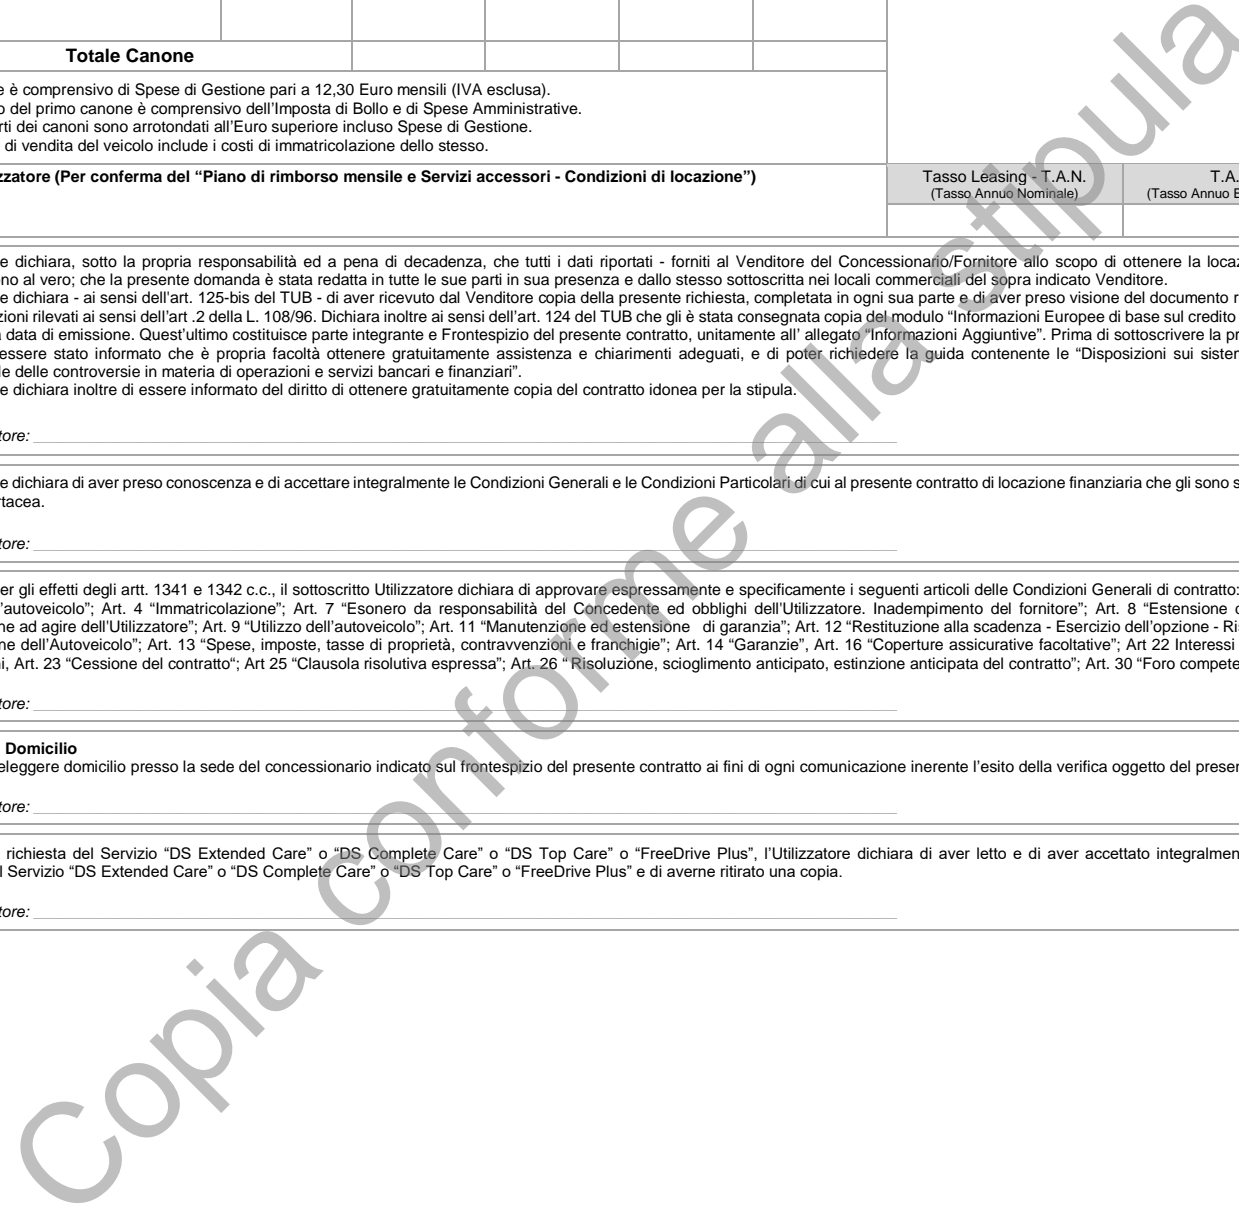 Totale Canone
e è comprensivo di Spese di Gestione pari a 12,30 Euro mensili (IVA esclusa).
o del primo canone è comprensivo dell’Imposta di Bollo e di Spese Amministrative.
rti dei canoni sono arrotondati all’Euro superiore incluso Spese di Gestione.
di vendita del veicolo include i costi di immatricolazione dello stesso.
zzatore (Per conferma del “Piano di rimborso mensile e Servizi accessori - Condizioni di locazione”)
Tasso Leasing - T.A.N.
(Tasso Annuo Nominale)
T.A.
(Tasso Annuo E
e dichiara, sotto la propria responsabilità ed a pena di decadenza, che tutti i dati riportati - forniti al Venditore del Concessionario/Fornitore allo scopo di ottenere la locaz
no al vero; che la presente domanda è stata redatta in tutte le sue parti in sua presenza e dallo stesso sottoscritta nei locali commerciali del sopra indicato Venditore.
e dichiara - ai sensi dell’art. 125-bis del TUB - di aver ricevuto dal Venditore copia della presente richiesta, completata in ogni sua parte e di aver preso visione del documento r
zioni rilevati ai sensi dell’art .2 della L. 108/96. Dichiara inoltre ai sensi dell’art. 124 del TUB che gli è stata consegnata copia del modulo “Informazioni Europee di base sul credito
a data di emissione. Quest’ultimo costituisce parte integrante e Frontespizio del presente contratto, unitamente all’ allegato “Informazioni Aggiuntive”. Prima di sottoscrivere la pr
essere stato informato che è propria facoltà ottenere gratuitamente assistenza e chiarimenti adeguati, e di poter richiedere la guida contenente le “Disposizioni sui sistem
le delle controversie in materia di operazioni e servizi bancari e finanziari”.
e dichiara inoltre di essere informato del diritto di ottenere gratuitamente copia del contratto idonea per la stipula.
tore:
e dichiara di aver preso conoscenza e di accettare integralmente le Condizioni Generali e le Condizioni Particolari di cui al presente contratto di locazione finanziaria che gli sono s
rtacea.
tore:
er gli effetti degli artt. 1341 e 1342 c.c., il sottoscritto Utilizzatore dichiara di approvare espressamente e specificamente i seguenti articoli delle Condizioni Generali di contratto:
’autoveicolo”; Art. 4 “Immatricolazione”; Art. 7 “Esonero da responsabilità del Concedente ed obblighi dell’Utilizzatore. Inadempimento del fornitore”; Art. 8 “Estensione d
ne ad agire dell’Utilizzatore”; Art. 9 “Utilizzo dell’autoveicolo”; Art. 11 “Manutenzione ed estensione di garanzia”; Art. 12 “Restituzione alla scadenza - Esercizio dell’opzione - Ri
ne dell’Autoveicolo”; Art. 13 “Spese, imposte, tasse di proprietà, contravvenzioni e franchigie”; Art. 14 “Garanzie”, Art. 16 “Coperture assicurative facoltative”; Art 22 Interessi
ni, Art. 23 “Cessione del contratto“; Art 25 “Clausola risolutiva espressa”; Art. 26 “ Risoluzione, scioglimento anticipato, estinzione anticipata del contratto”; Art. 30 “Foro compete
tore:
Domicilio
eleggere domicilio presso la sede del concessionario indicato sul frontespizio del presente contratto ai fini di ogni comunicazione inerente l’esito della verifica oggetto del presen
tore:
richiesta del Servizio “DS Extended Care” o “DS Complete Care” o “DS Top Care” o “FreeDrive Plus”, l’Utilizzatore dichiara di aver letto e di aver accettato integralmen
l Servizio “DS Extended Care” o “DS Complete Care” o “DS Top Care” o “FreeDrive Plus” e di averne ritirato una copia.
tore:
Copia conforme alla stipula